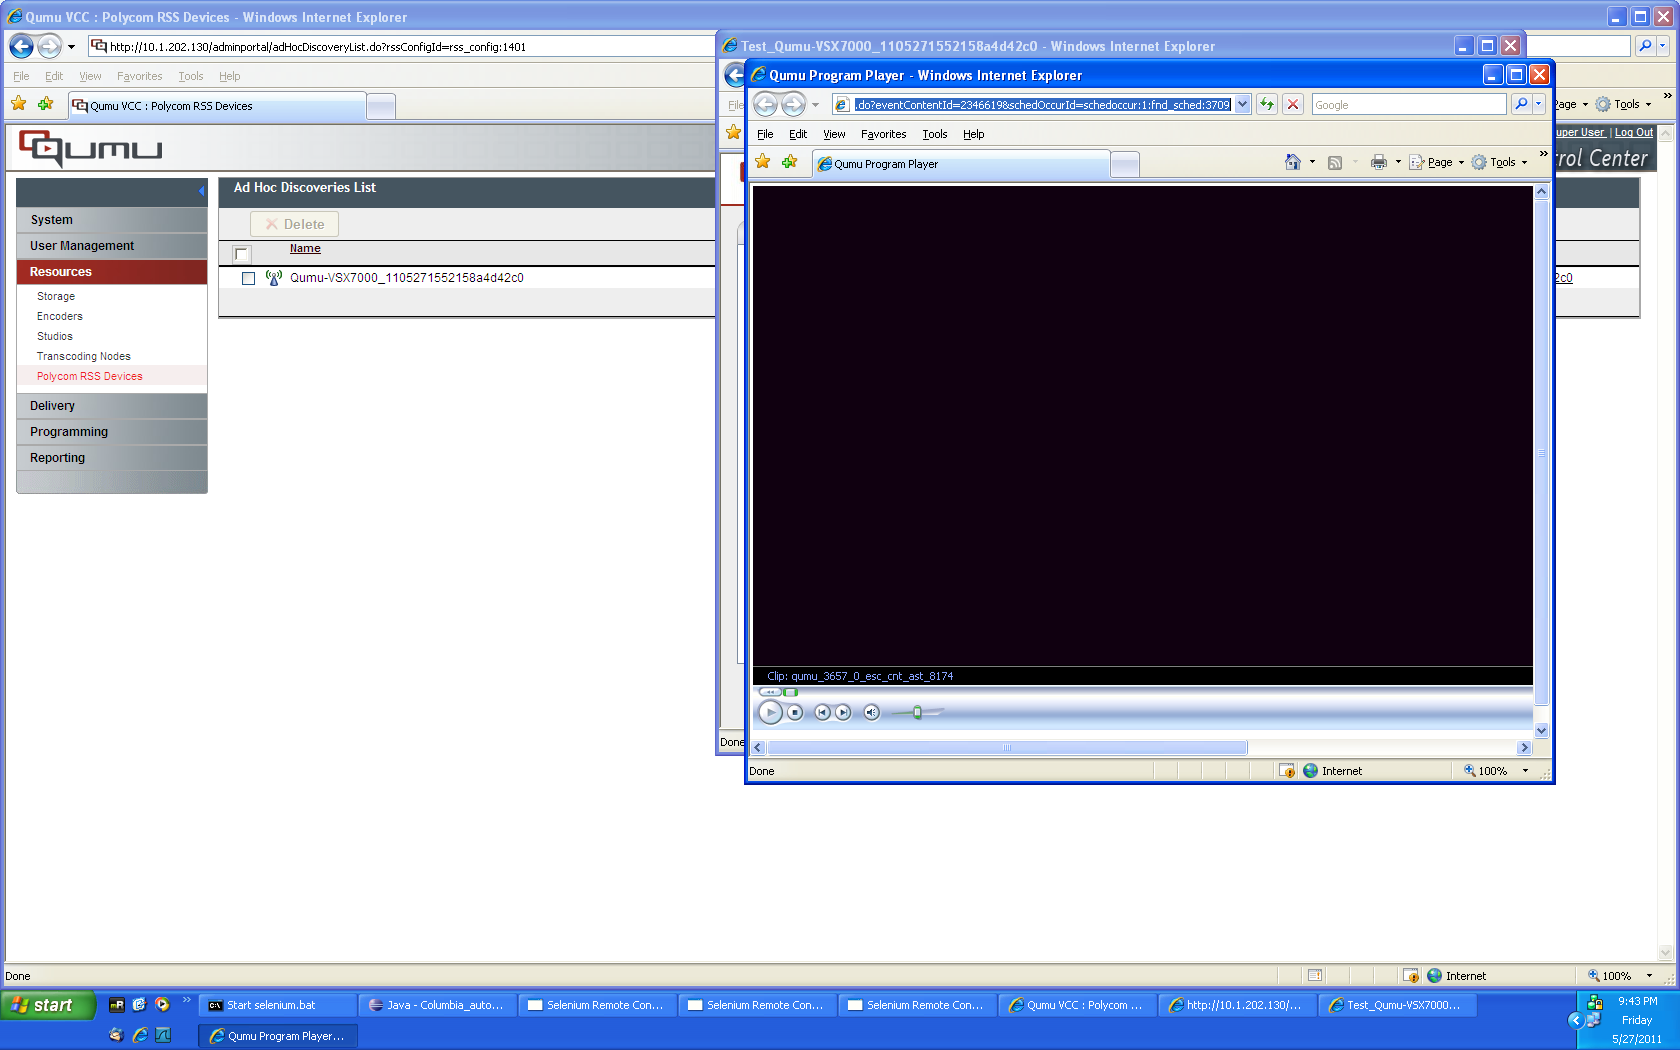 Qumu VCC : Polycom RSS Devices - Windows Internet Explorer
http://10.1.202.130/adminportal/adHocDiscoveryList.do?rssConfigId=rss_config:1401
File Edit View Favorites Tools Help
Qumu VCC : Polycom RSS Devices
Page Tools
QUMU
Super User | Log Out
rol Center
System
User Management
Resources
Storage
Encoders
Studios
Transcoding Nodes
Polycom RSS Devices
Delivery
Programming
Reporting
Ad Hoc Discoveries List
Delete
Name
Qumu-VSX7000_1105271552158a4d42c0
2c0
Test_Qumu-VSX7000_1105271552158a4d42c0 - Windows Internet Explorer
File
Done
Qumu Program Player - Windows Internet Explorer
.do?eventContentId=2346619&schedOccurId=schedoccur:1:fnd_sched:3709
Google
File Edit View Favorites Tools Help
Qumu Program Player
Page Tools
Clip: qumu_3657_0_esc_cnt_ast_8174
Done Internet 100%
Done Internet 100%
start
Start selenium.bat
Java - Columbia_auto...
Selenium Remote Con...
Selenium Remote Con...
Selenium Remote Con...
Qumu VCC : Polycom ...
http://10.1.202.130/...
Test_Qumu-VSX7000...
Qumu Program Player...
9:43 PM
Friday
5/27/2011